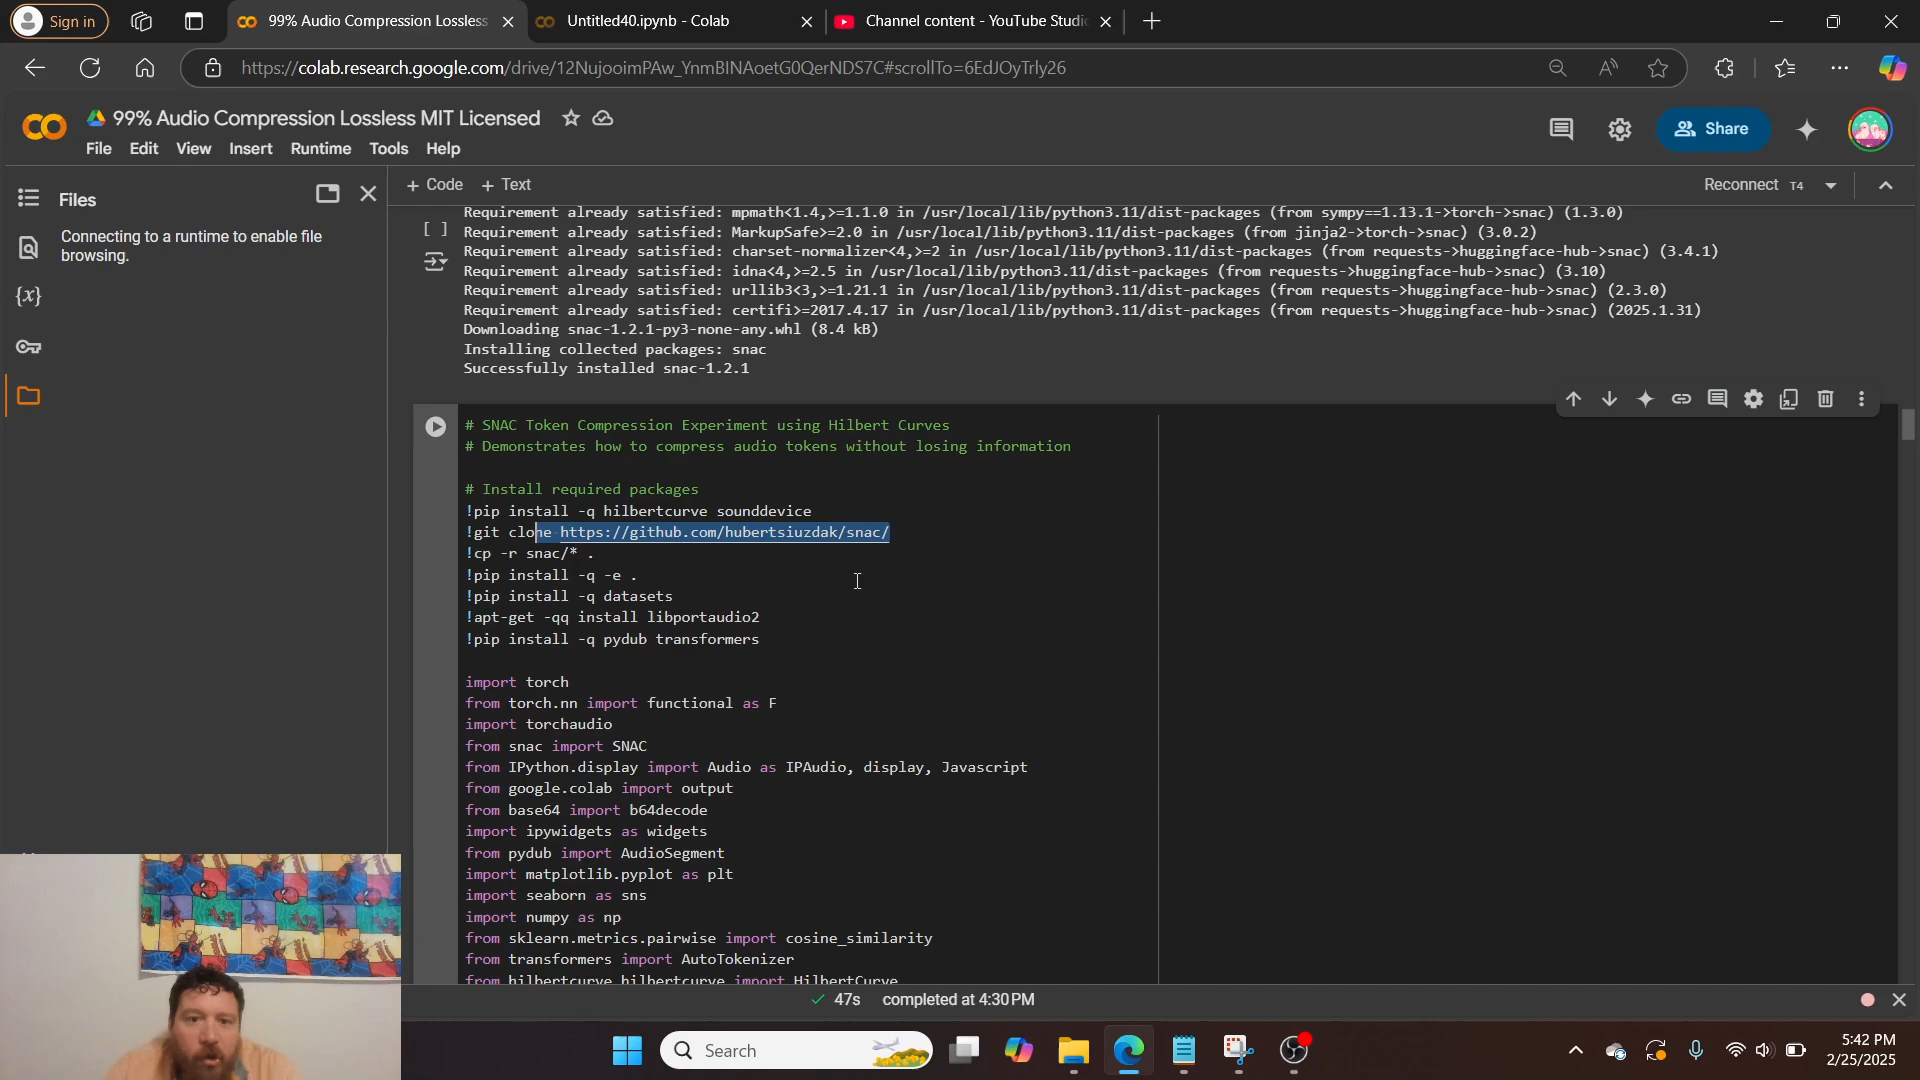 Sign in
99% Audio Compression Lossless
Untitled40.ipynb - Colab
Channel content - YouTube Studio
https://colab.research.google.com/drive/12NujooimPAw_YnmBINAoetG0QerNDS7C#scrollTo=6EdJOyTrly26
99% Audio Compression Lossless MIT Licensed
File Edit View Insert Runtime Tools Help
Share
Files
+ Code + Text
Reconnect T4
Connecting to a runtime to enable file
browsing.
{x}
Requirement already satisfied: mpmath<1.4,>=1.1.0 in /usr/local/lib/python3.11/dist-packages (from sympy==1.13.1->torch->snac) (1.3.0)
[ ]
Requirement already satisfied: MarkupSafe>=2.0 in /usr/local/lib/python3.11/dist-packages (from jinja2->torch->snac) (3.0.2)
Requirement already satisfied: charset-normalizer<4,>=2 in /usr/local/lib/python3.11/dist-packages (from requests->huggingface-hub->snac) (3.4.1)
Requirement already satisfied: idna<4,>=2.5 in /usr/local/lib/python3.11/dist-packages (from requests->huggingface-hub->snac) (3.10)
Requirement already satisfied: urllib3<3,>=1.21.1 in /usr/local/lib/python3.11/dist-packages (from requests->huggingface-hub->snac) (2.3.0)
Requirement already satisfied: certifi>=2017.4.17 in /usr/local/lib/python3.11/dist-packages (from requests->huggingface-hub->snac) (2025.1.31)
Downloading snac-1.2.1-py3-none-any.whl (8.4 kB)
Installing collected packages: snac
Successfully installed snac-1.2.1
# SNAC Token Compression Experiment using Hilbert Curves
# Demonstrates how to compress audio tokens without losing information
# Install required packages
!pip install -q hilbertcurve sounddevice
!git clone https://github.com/hubertsiuzdak/snac/
!cp -r snac/* .
!pip install -q -e .
!pip install -q datasets
!apt-get -qq install libportaudio2
!pip install -q pydub transformers
import torch
from torch.nn import functional as F
import torchaudio
from snac import SNAC
from IPython.display import Audio as IPAudio, display, Javascript
from google.colab import output
from base64 import b64decode
import ipywidgets as widgets
from pydub import AudioSegment
import matplotlib.pyplot as plt
import seaborn as sns
import numpy as np
from sklearn.metrics.pairwise import cosine_similarity
from transformers import AutoTokenizer
from hilbertcurve.hilbertcurve import HilbertCurve
47s completed at 4:30 PM
Search
5:42 PM
2/25/2025